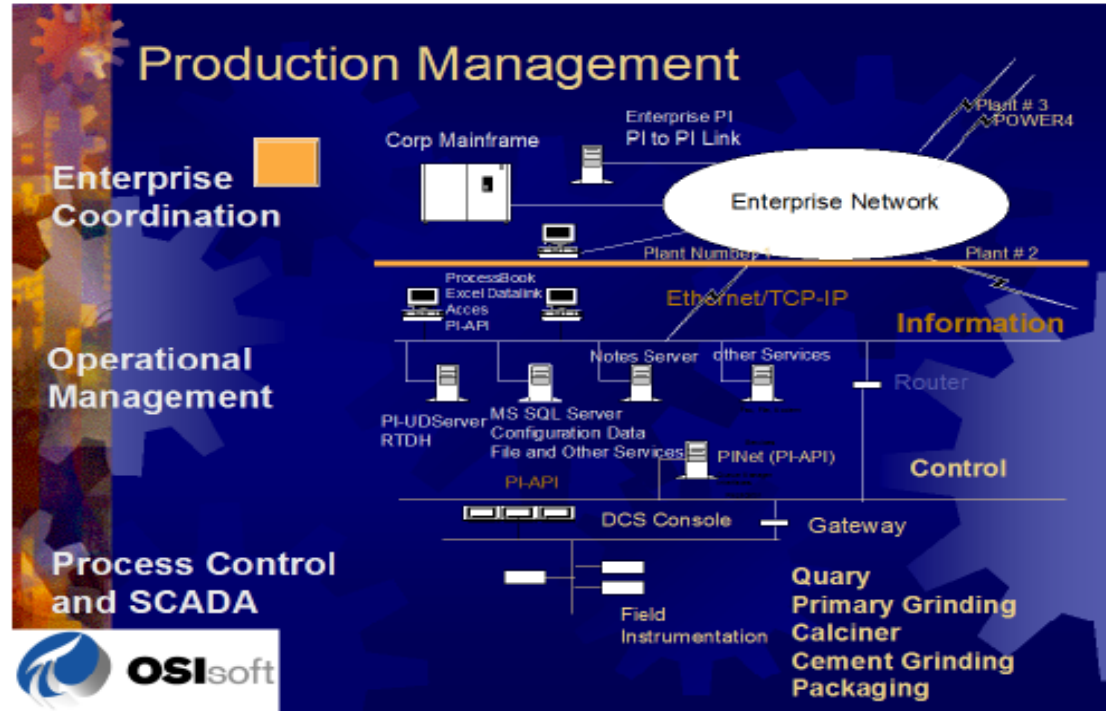 Production Management
Plant # 3
POWER4
Enterprise PI
PI to PI Link
Corp Mainframe
Enterprise
Coordination
Enterprise Network
Plant Number 1
Plant # 2
ProcessBook
Excel Datalink
Acces
PI-API
Ethernet/TCP-IP
Information
Operational
Management
Notes Server
other Services
Router
PI-UDServer
RTDH
MS SQL Server
Configuration Data
File and Other Services
PINet (PI-API)
Control
PI-API
DCS Console
Gateway
Process Control
and SCADA
Field
Instrumentation
Quary
Primary Grinding
Calciner
Cement Grinding
Packaging
OSIsoft